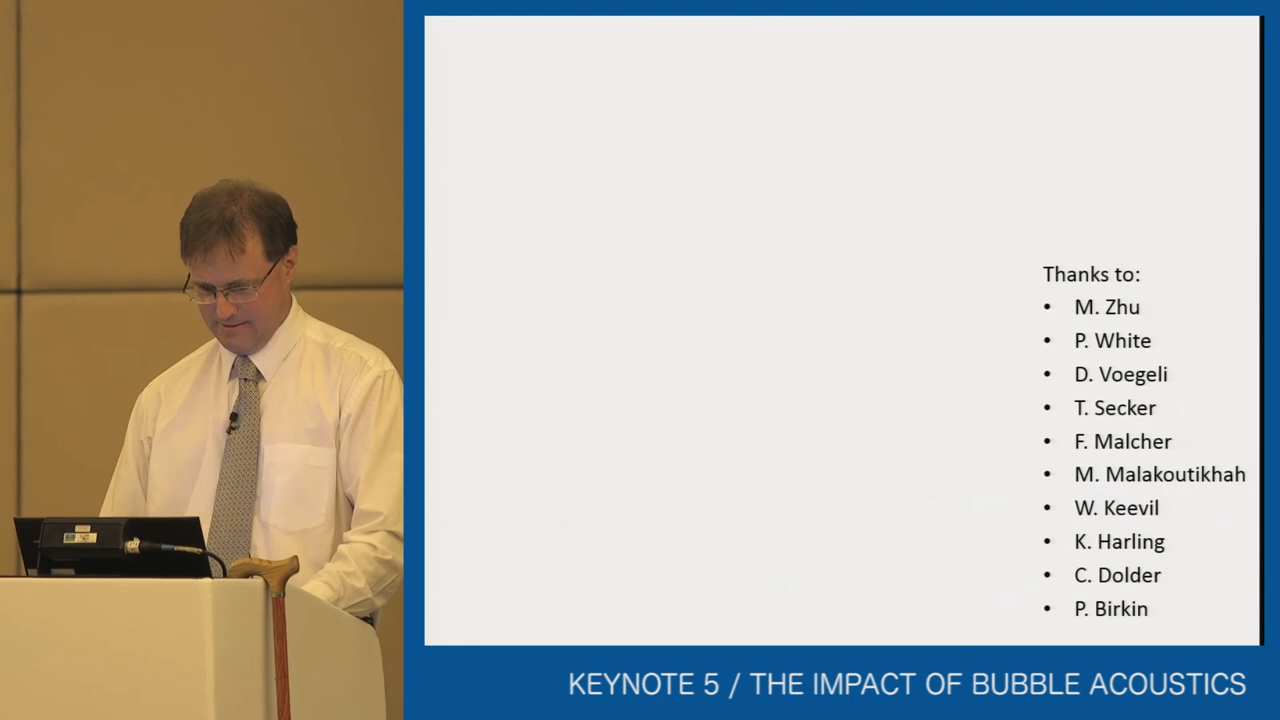 Thanks to:
• M. Zhu
• P. White
• D. Voegeli
• T. Secker
• F. Malcher
• M. Malakoutikhah
• W. Keevil
• K. Harling
• C. Dolder
• P. Birkin
KEYNOTE 5 / THE IMPACT OF BUBBLE ACOUSTICS